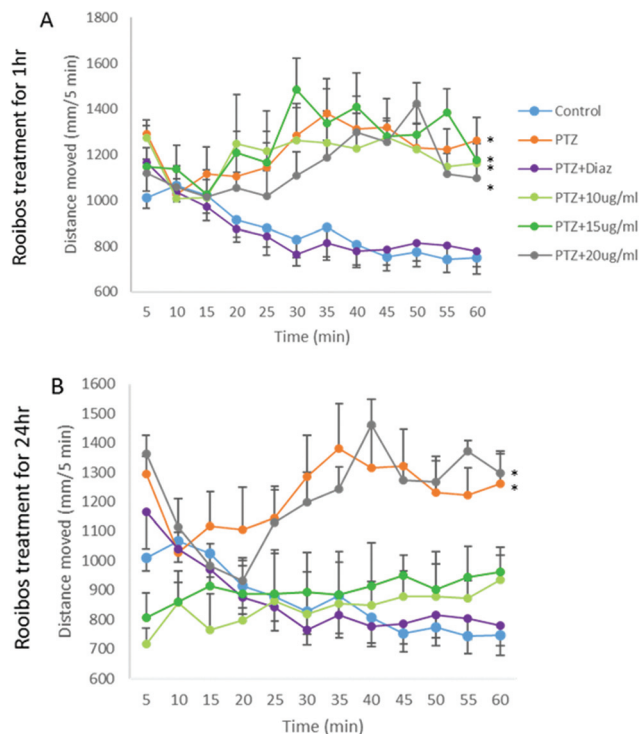 A
Rooibos treatment for 1hr
Distance moved (mm/5 min)
1800
1600
1400
1200
1000
800
600
5 10 15 20 25 30 35 40 45 50 55 60
Time (min)
*
*
*
*
Control
PTZ
PTZ+Diaz
PTZ+10ug/ml
PTZ+15ug/ml
PTZ+20ug/ml
B
Rooibos treatment for 24hr
Distance moved (mm/5 min)
1600
1500
1400
1300
1200
1100
1000
900
800
700
600
5 10 15 20 25 30 35 40 45 50 55 60
Time (min)
*
*